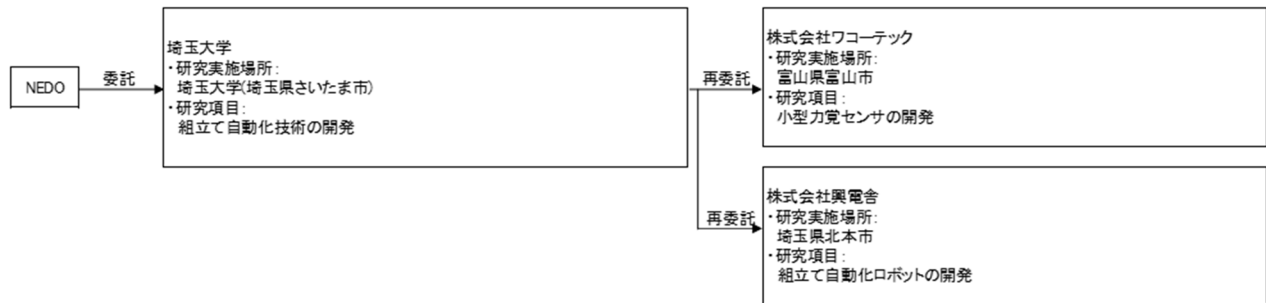 NEDO
委託
埼玉大学
・研究実施場所:
埼玉大学(埼玉県さいたま市)
・研究項目:
組立て自動化技術の開発
再委託
株式会社ワコーテック
・研究実施場所:
富山県富山市
・研究項目:
小型力覚センサの開発
再委託
株式会社興電舎
・研究実施場所:
埼玉県北本市
・研究項目:
組立て自動化ロボットの開発